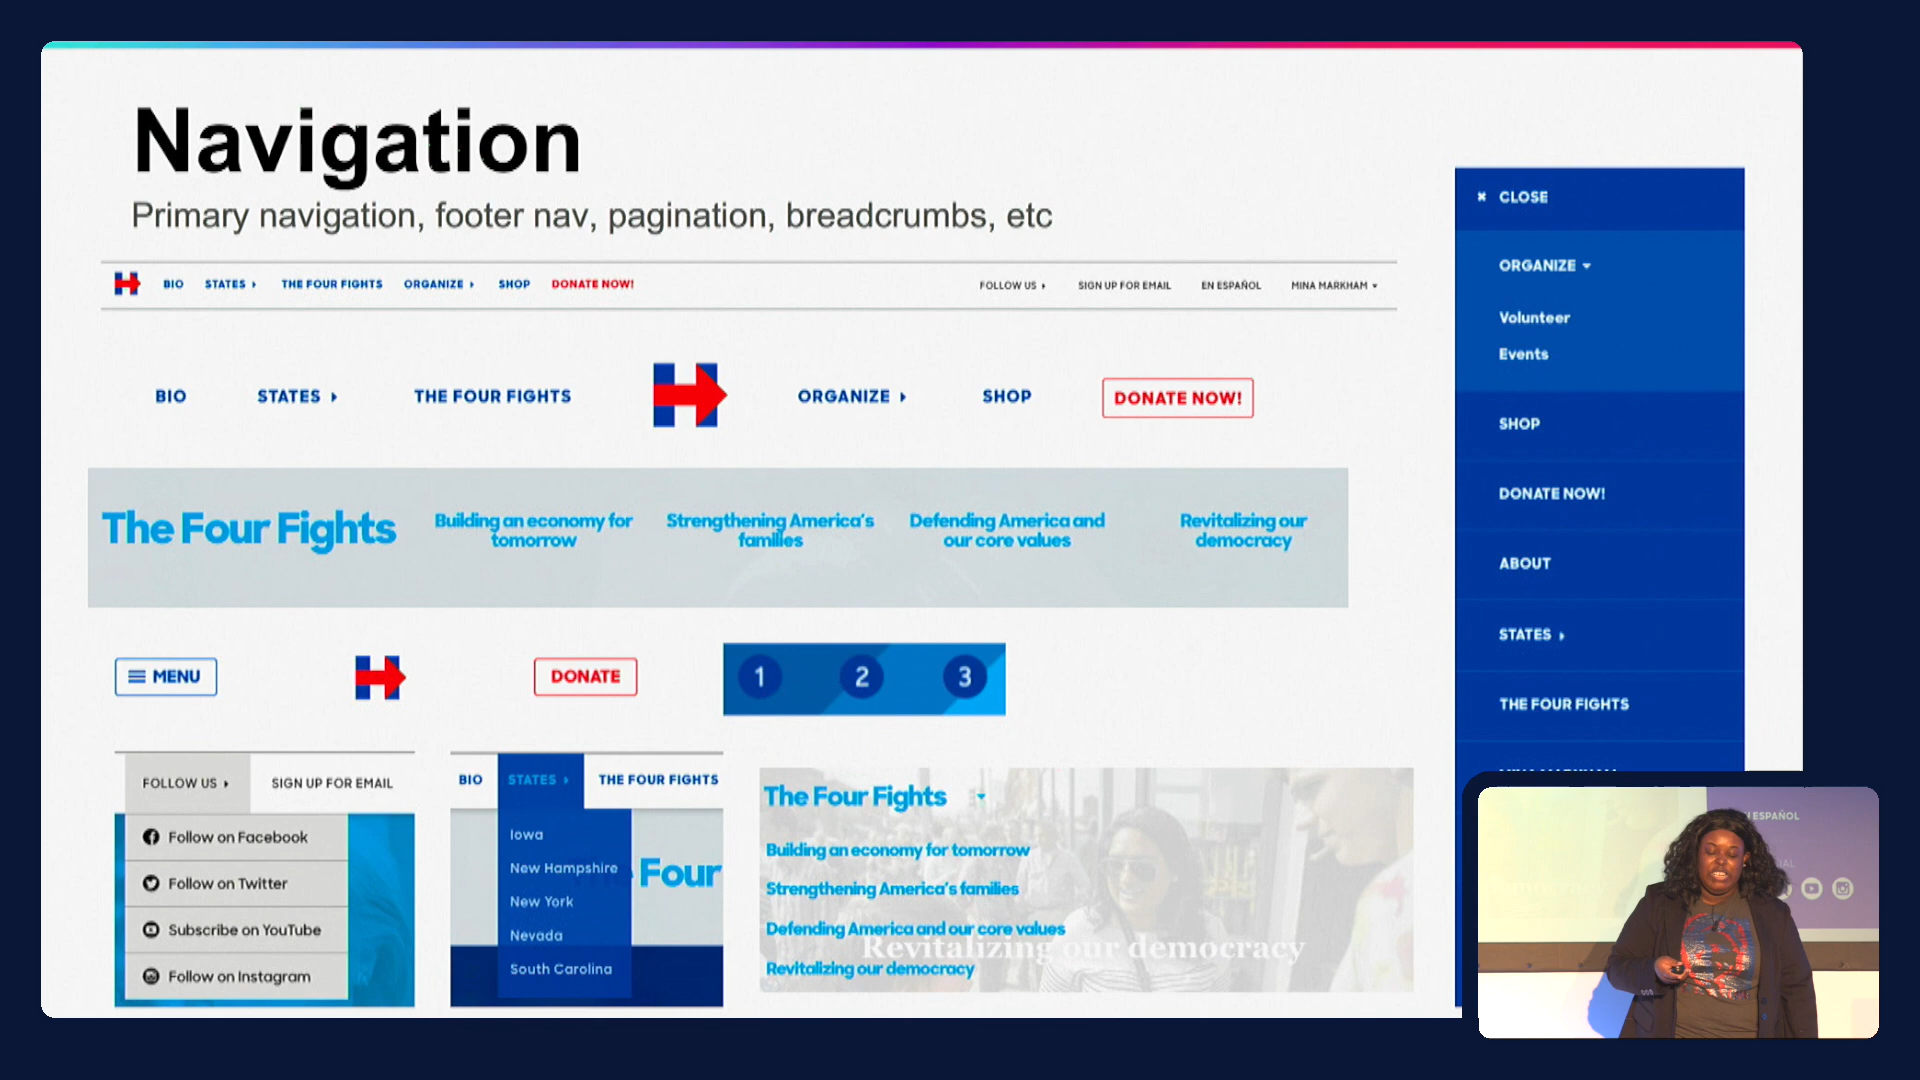 Navigation
Primary navigation, footer nav, pagination, breadcrumbs, etc
BIO STATES THE FOUR FIGHTS ORGANIZE SHOP DONATE NOW! FOLLOW US SIGN UP FOR EMAIL EN ESPAÑOL MINA MARKHAM
BIO STATES THE FOUR FIGHTS H ORGANIZE SHOP DONATE NOW!
The Four Fights
Building an economy for
tomorrow
Strengthening America's
families
Defending America and
our core values
Revitalizing our
democracy
MENU H DONATE 1 2 3
FOLLOW US SIGN UP FOR EMAIL
Follow on Facebook
Follow on Twitter
Subscribe on YouTube
Follow on Instagram
BIO STATES THE FOUR FIGHTS
Iowa
New Hampshire
New York
Nevada
South Carolina
Four
The Four Fights
Building an economy for tomorrow
Strengthening America's families
Defending America and our core values
Revitalizing our democracy
Revitalizing our democracy
CLOSE
ORGANIZE
Volunteer
Events
SHOP
DONATE NOW!
ABOUT
STATES
THE FOUR FIGHTS
ESPAÑOL